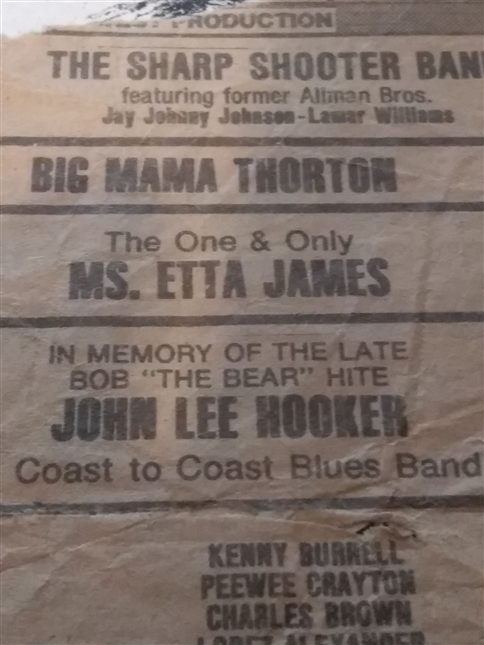 PRODUCTION
THE SHARP SHOOTER BAN
featuring former Allman Bros.
Jay Johnny Johnson-Lamar Williams
BIG MAMA THORTON
The One & Only
MS. ETTA JAMES
IN MEMORY OF THE LATE
BOB "THE BEAR" HITE
JOHN LEE HOOKER
Coast to Coast Blues Band
KENNY BURRELL
PEEWEE CRAYTON
CHARLES BROWN
ALEXANDER